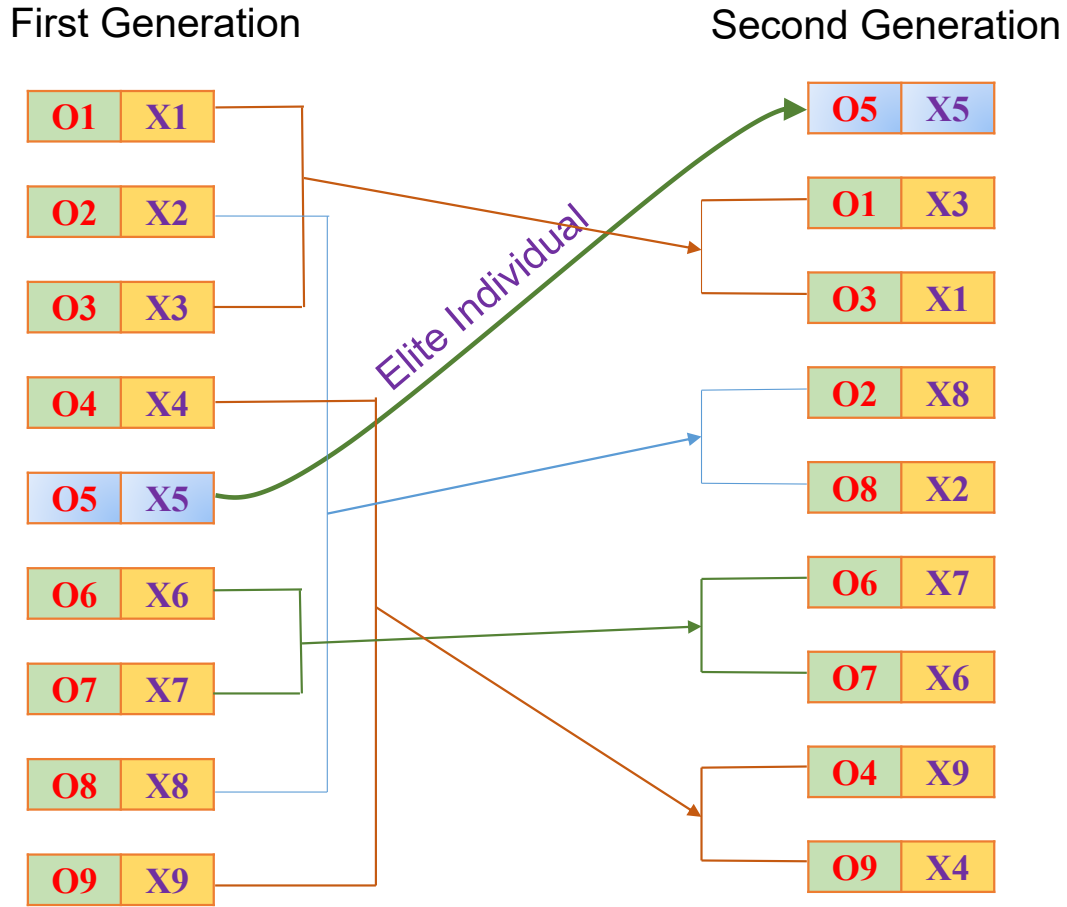 First Generation
Second Generation
O1 X1
O2 X2
O3 X3
O4 X4
O5 X5
O6 X6
O7 X7
O8 X8
O9 X9
Elite Individual
O5 X5
O1 X3
O3 X1
O2 X8
O8 X2
O6 X7
O7 X6
O4 X9
O9 X4